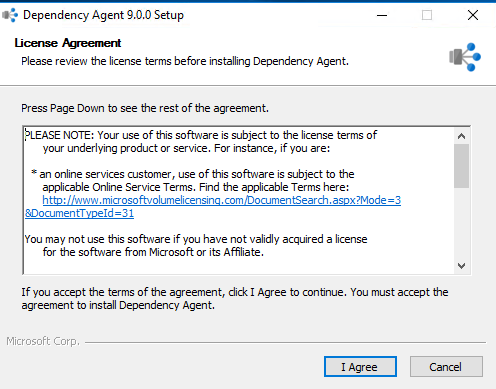 Dependency Agent 9.0.0 Setup
License Agreement
Please review the license terms before installing Dependency Agent.
Press Page Down to see the rest of the agreement.
PLEASE NOTE: Your use of this software is subject to the license terms of
your underlying product or service. For instance, if you are:
* an online services customer, use of this software is subject to the
applicable Online Service Terms. Find the applicable Terms here:
http://www.microsoftvolumelicensing.com/DocumentSearch.aspx?Mode=3
&DocumentTypeId=31
You may not use this software if you have not validly acquired a license
for the software from Microsoft or its Affiliate.
If you accept the terms of the agreement, click I Agree to continue. You must accept the
agreement to install Dependency Agent.
Microsoft Corp.
I Agree Cancel